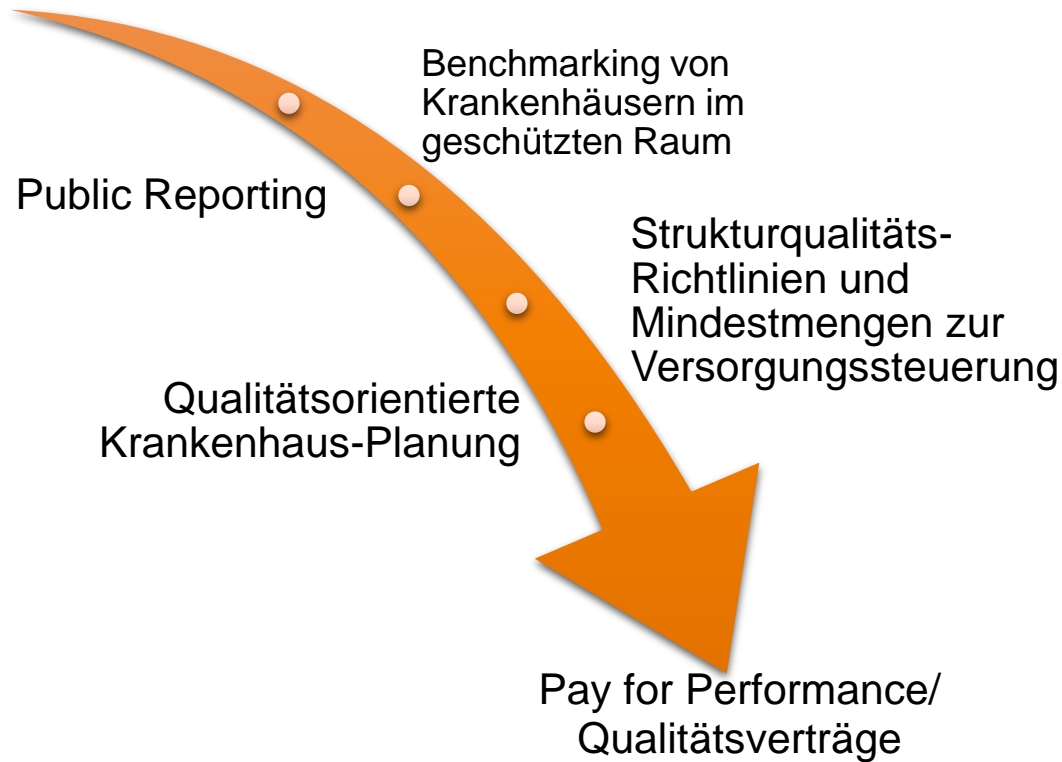 Benchmarking von
Krankenhäusern im
geschützten Raum
Public Reporting
Strukturqualitäts-
Richtlinien und
Mindestmengen zur
Versorgungssteuerung
Qualitätsorientierte
Krankenhaus-Planung
Pay for Performance/
Qualitätsverträge